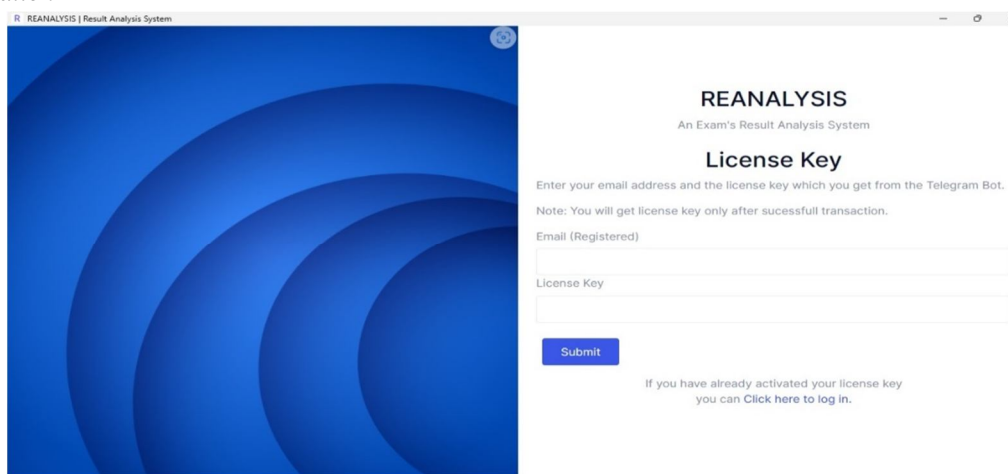 R REANALYSIS | Result Analysis System
REANALYSIS
An Exam's Result Analysis System
License Key
Enter your email address and the license key which you get from the Telegram Bot.
Note: You will get license key only after sucessfull transaction.
Email (Registered)
License Key
Submit
If you have already activated your license key
you can Click here to log in.